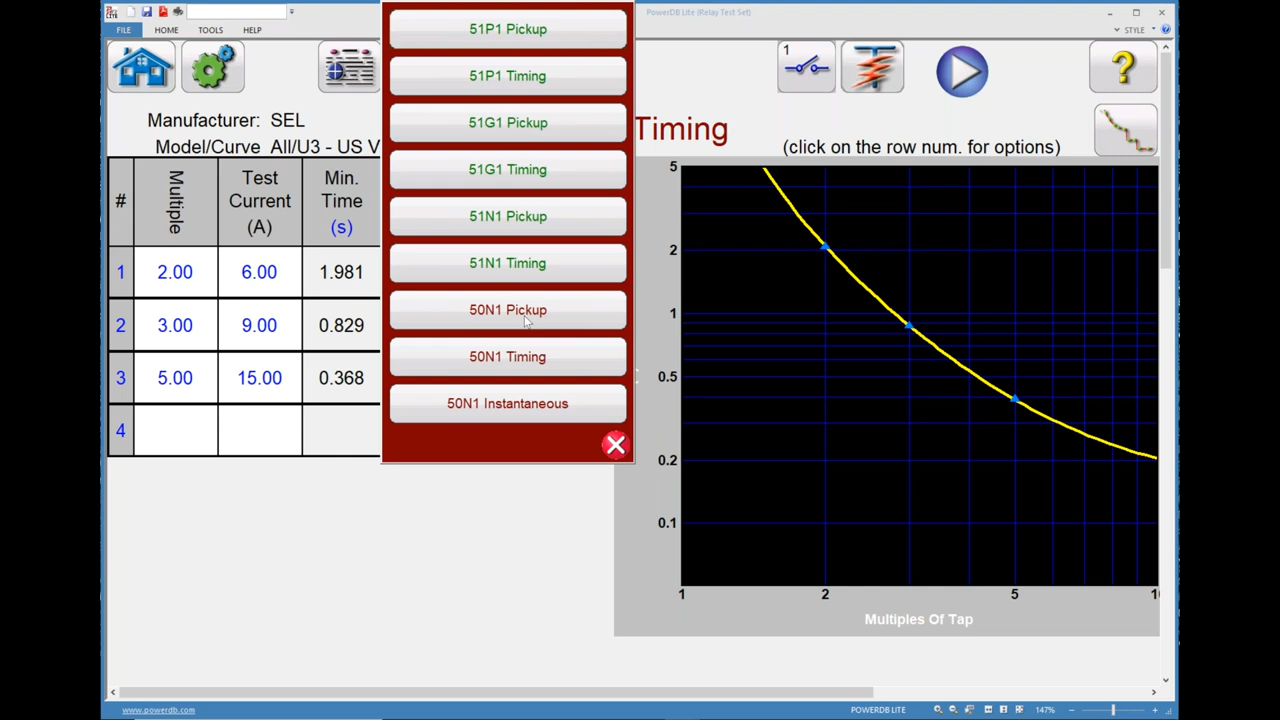 PowerDB Lite (Relay Test Set)
FILE HOME TOOLS HELP STYLE
51P1 Pickup
51P1 Timing
51G1 Pickup
51G1 Timing
51N1 Pickup
51N1 Timing
50N1 Pickup
50N1 Timing
50N1 Instantaneous
1
?
Manufacturer: SEL
Model/Curve All/U3 - US V
Timing
(click on the row num. for options)
# Multiple Test Current (A) Min. Time (s)
1 2.00 6.00 1.981
2 3.00 9.00 0.829
3 5.00 15.00 0.368
4
5
2
1
0.5
0.2
0.1
1 2 5
Multiples Of Tap
www.powerdb.com POWERDB LITE 147%